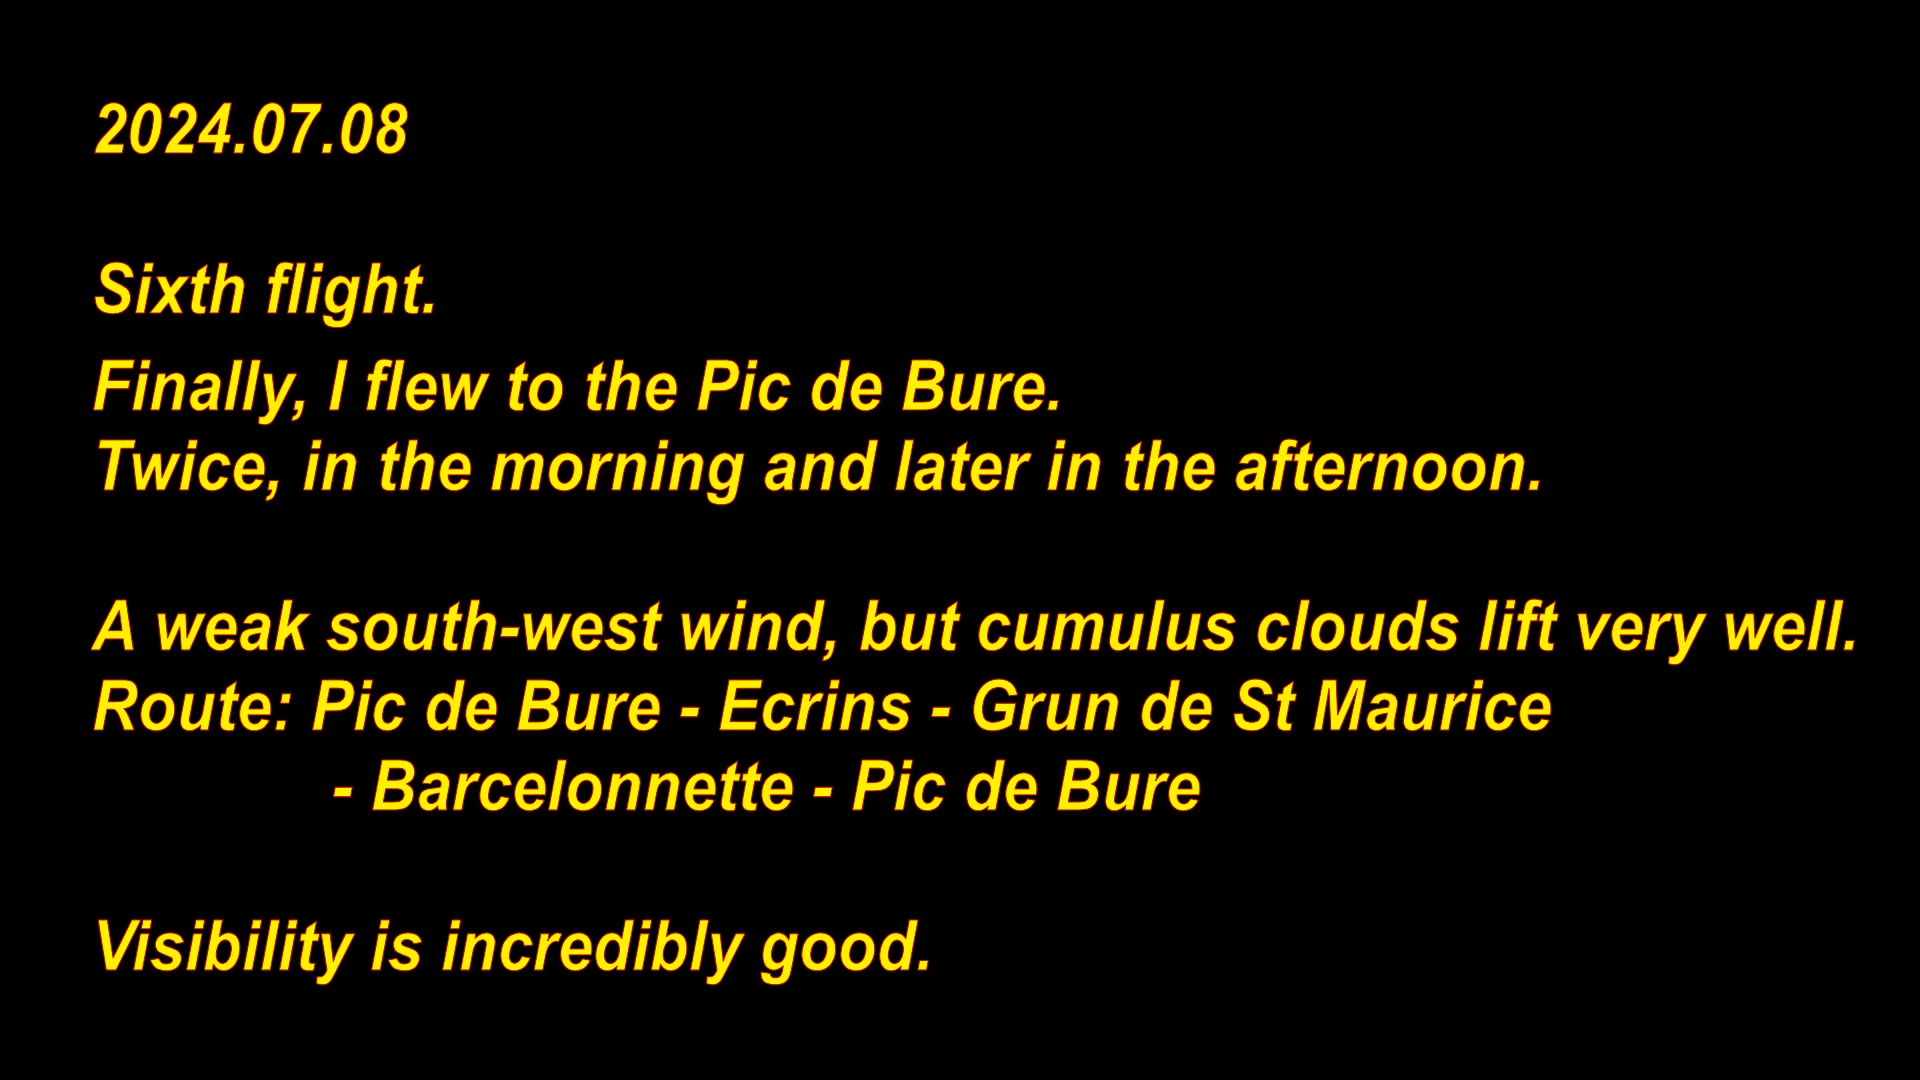 2024.07.08
Sixth flight.
Finally, I flew to the Pic de Bure.
Twice, in the morning and later in the afternoon.
A weak south-west wind, but cumulus clouds lift very well.
Route: Pic de Bure - Ecrins - Grun de St Maurice
- Barcelonnette - Pic de Bure
Visibility is incredibly good.